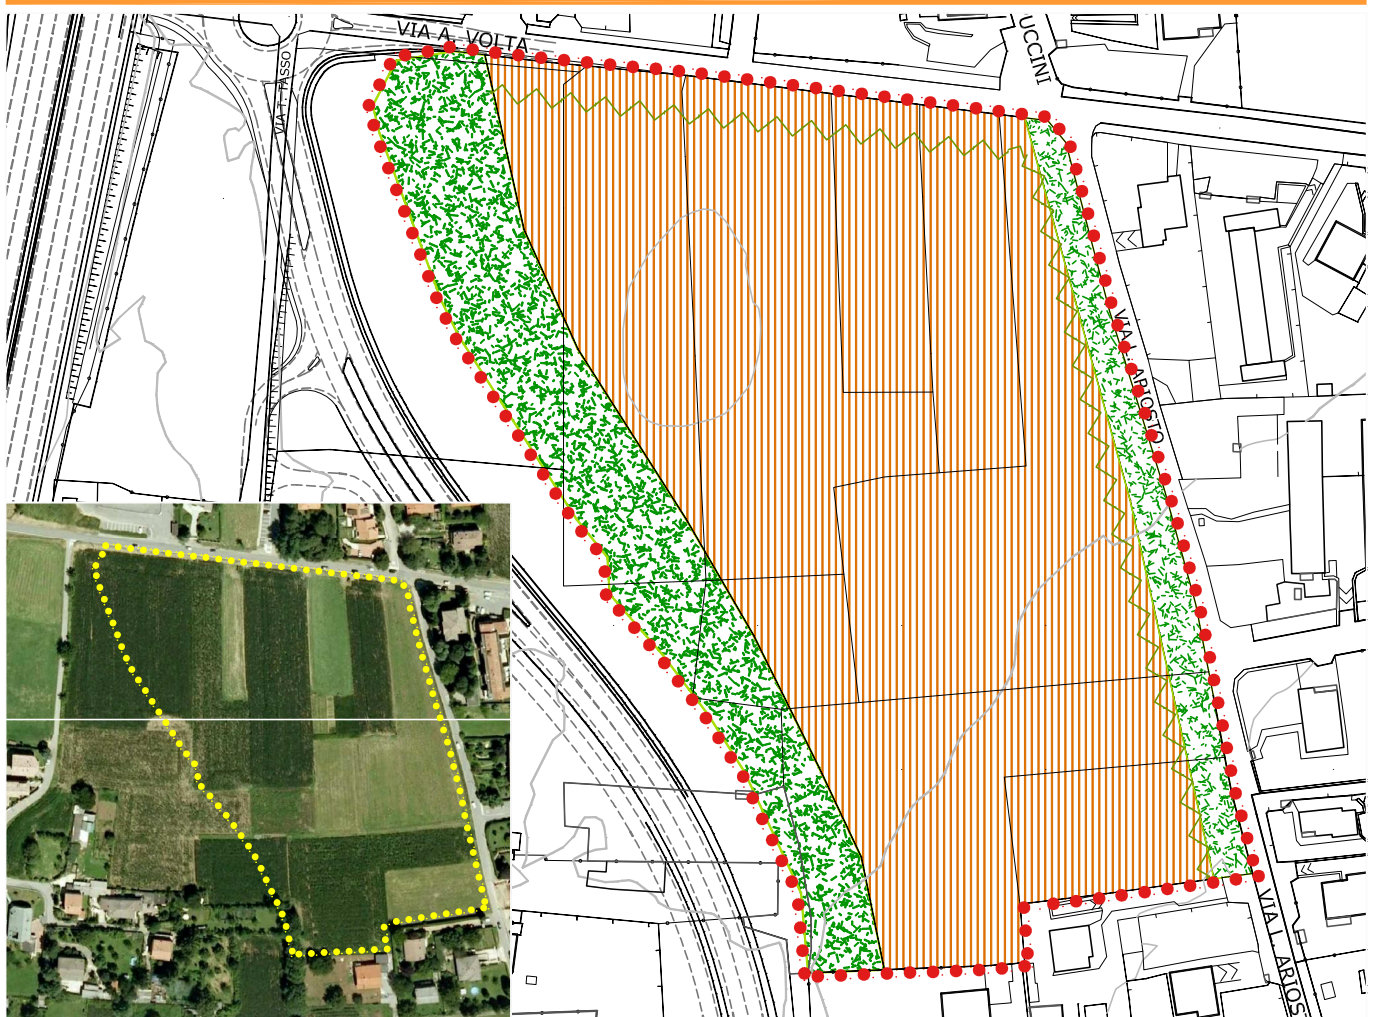 VIA A. VOLTA
UCCINI
VIA T. TASSO
VIA L. ARIOSTO
VIA L. ARIOS